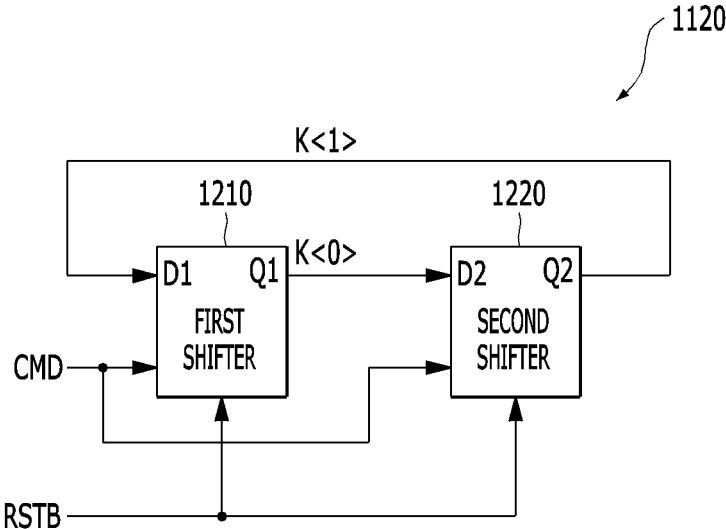 1120
K<1>
1210
1220
K<0>
D1
Q1
D2
Q2
FIRST
SHIFTER
SECOND
SHIFTER
CMD
RSTB